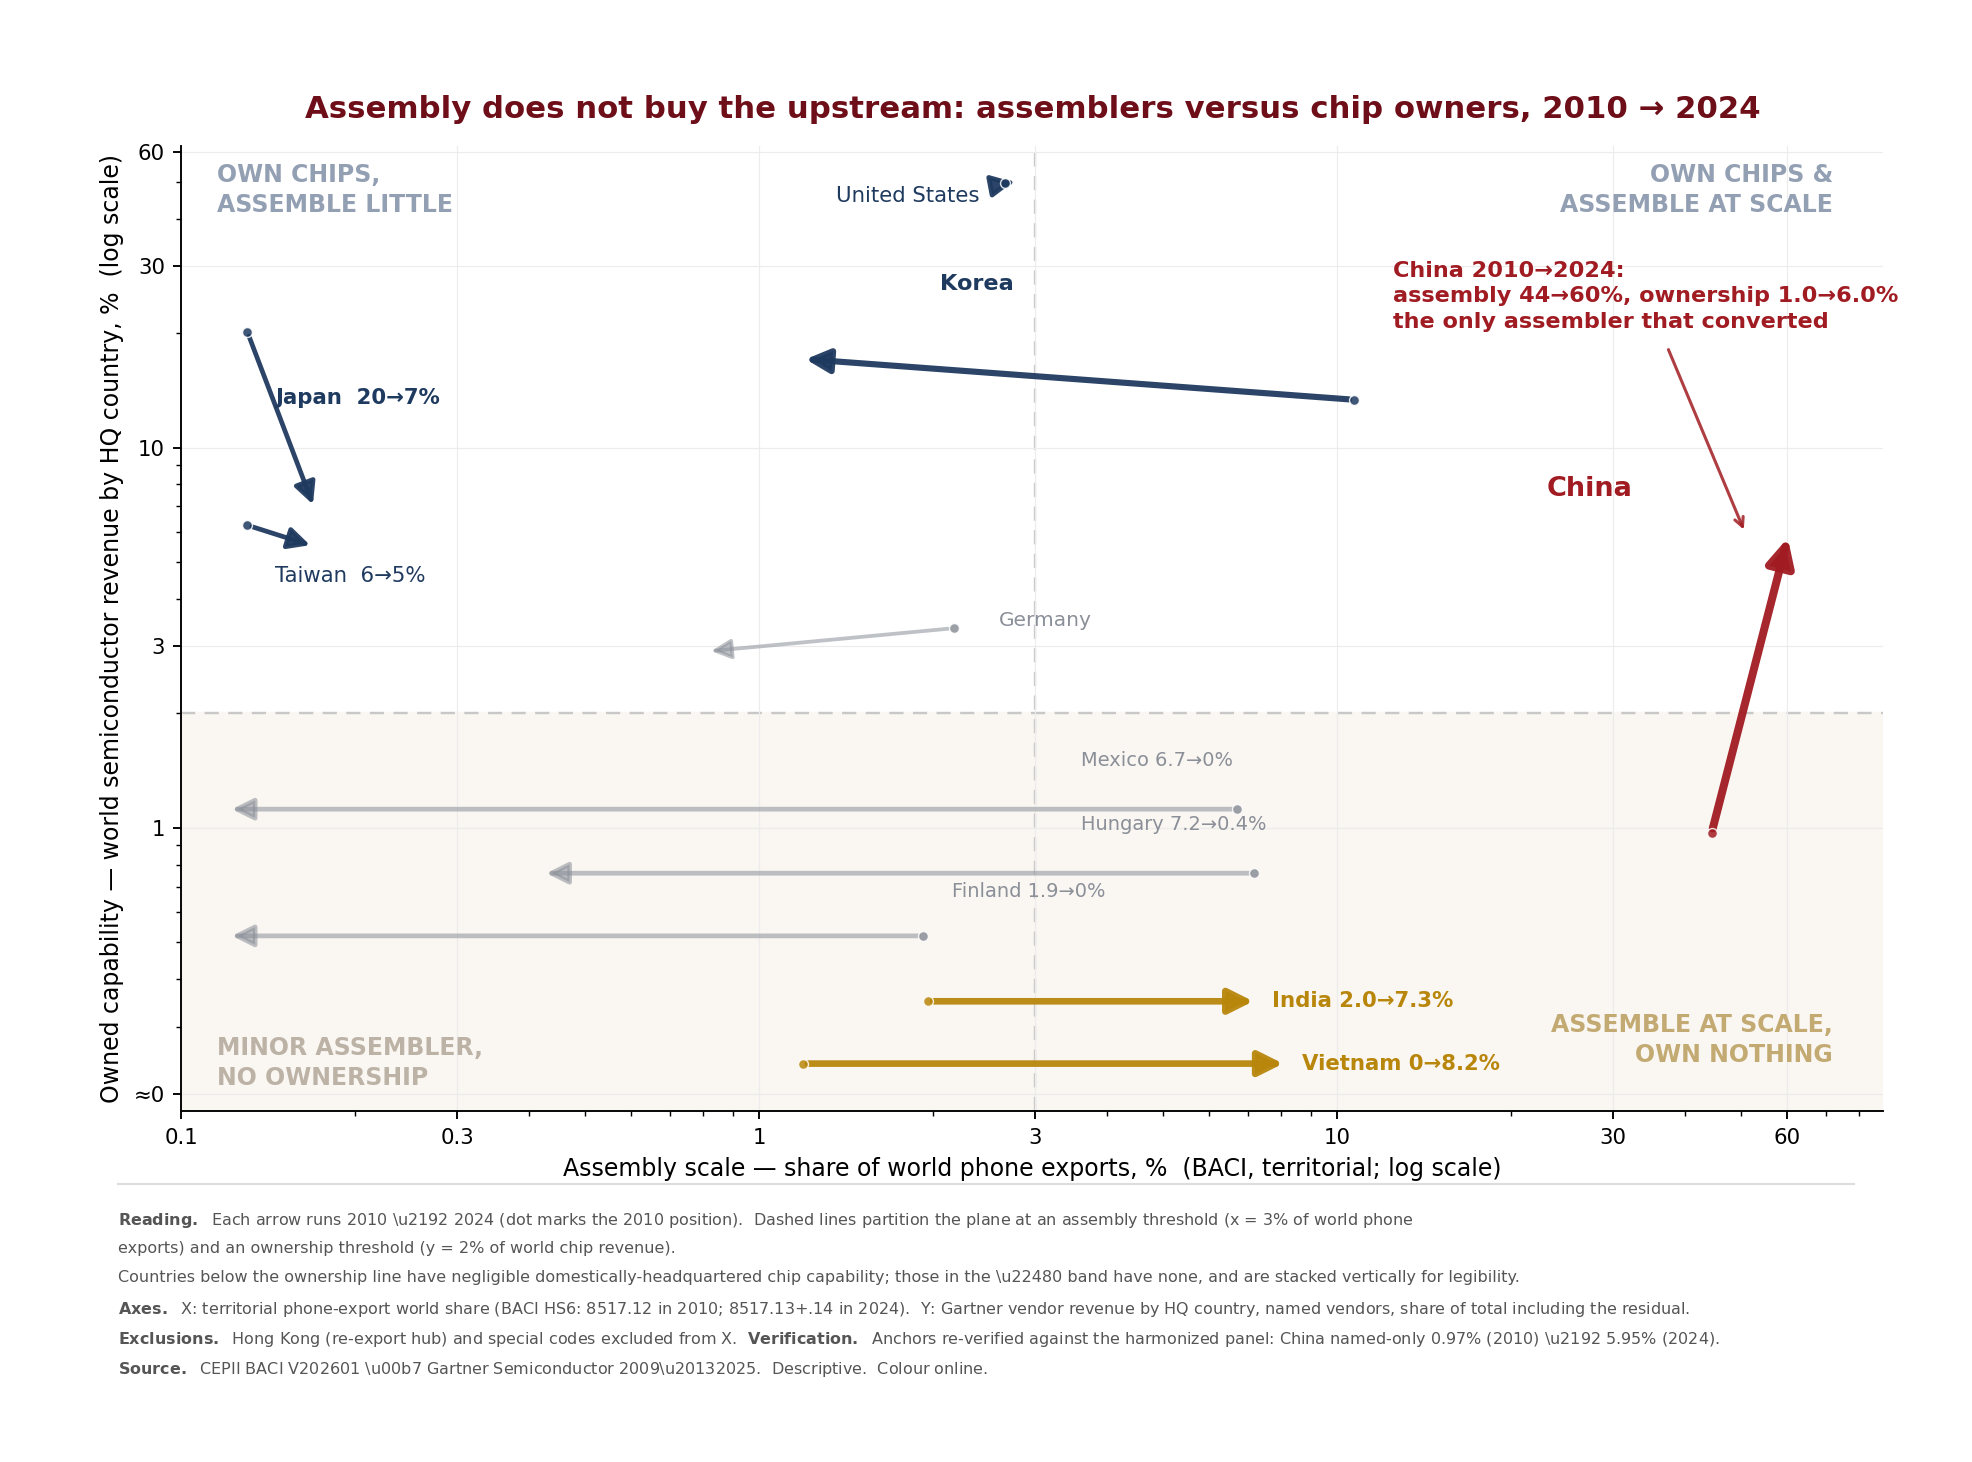 Assembly does not buy the upstream: assemblers versus chip owners, 2010 → 2024
Owned capability — world semiconductor revenue by HQ country, %  (log scale)
60
30
10
3
1
≈0
OWN CHIPS,
ASSEMBLE LITTLE
United States
OWN CHIPS &
ASSEMBLE AT SCALE
Korea
China 2010→2024:
assembly 44→60%, ownership 1.0→6.0%
the only assembler that converted
Japan  20→7%
China
Taiwan  6→5%
Germany
Mexico 6.7→0%
Hungary 7.2→0.4%
Finland 1.9→0%
India 2.0→7.3%
Vietnam 0→8.2%
MINOR ASSEMBLER,
NO OWNERSHIP
ASSEMBLE AT SCALE,
OWN NOTHING
0.1
0.3
1
3
10
30
60
Assembly scale — share of world phone exports, %  (BACI, territorial; log scale)
Reading.  Each arrow runs 2010 \u2192 2024 (dot marks the 2010 position).  Dashed lines partition the plane at an assembly threshold (x = 3% of world phone
exports) and an ownership threshold (y = 2% of world chip revenue).
Countries below the ownership line have negligible domestically-headquartered chip capability; those in the \u22480 band have none, and are stacked vertically for legibility.
Axes.  X: territorial phone-export world share (BACI HS6: 8517.12 in 2010; 8517.13+.14 in 2024).  Y: Gartner vendor revenue by HQ country, named vendors, share of total including the residual.
Exclusions.  Hong Kong (re-export hub) and special codes excluded from X.  Verification.  Anchors re-verified against the harmonized panel: China named-only 0.97% (2010) \u2192 5.95% (2024).
Source.  CEPII BACI V202601 \u00b7 Gartner Semiconductor 2009\u20132025.  Descriptive.  Colour online.